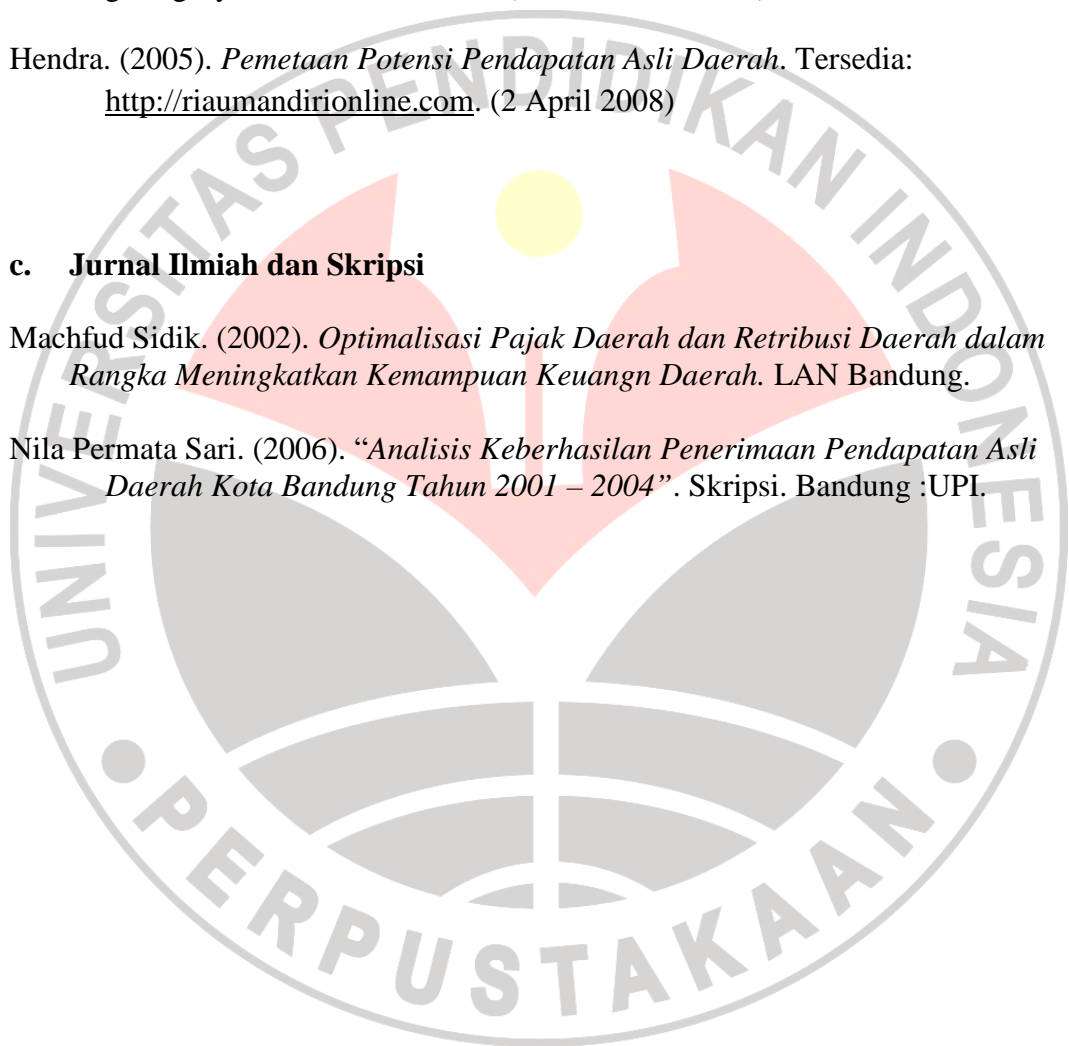 Hendra. (2005). Pemetaan Potensi Pendapatan Asli Daerah. Tersedia:
http://riaumandirionline.com. (2 April 2008)
c. Jurnal Ilmiah dan Skripsi
Machfud Sidik. (2002). Optimalisasi Pajak Daerah dan Retribusi Daerah dalam
Rangka Meningkatkan Kemampuan Keuangn Daerah. LAN Bandung.
Nila Permata Sari. (2006). “Analisis Keberhasilan Penerimaan Pendapatan Asli
Daerah Kota Bandung Tahun 2001 – 2004”. Skripsi. Bandung :UPI.
UNIVERSITAS PENDIDIKAN INDONESIA
PERPUSTAKAAN